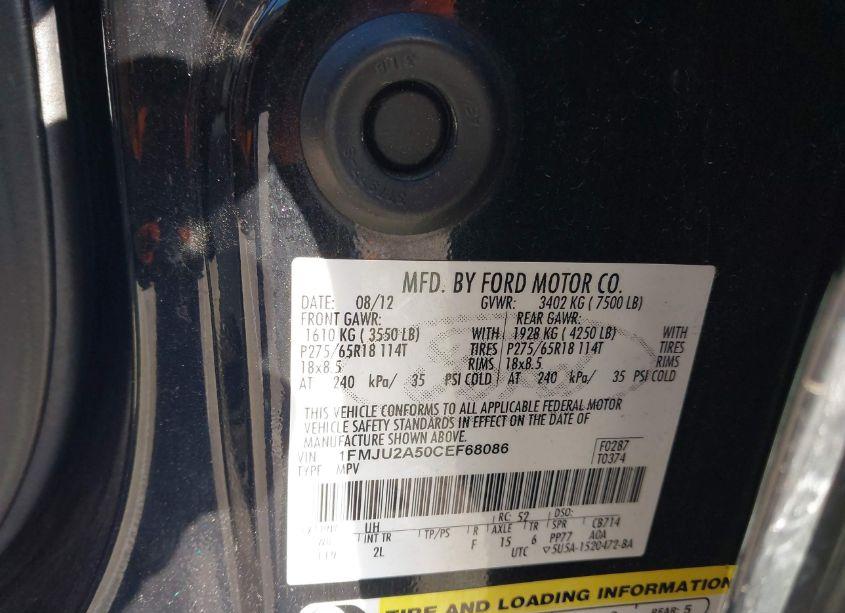 MFD. BY FORD MOTOR CO.
DATE: 08/12 GVWR: 3402 KG ( 7500 LB)
FRONT GAWR: REAR GAWR:
1610 KG ( 3550 LB) WITH 1928 KG ( 4250 LB) WITH
P275/65R18 114T TIRES P275/65R18 114T TIRES
18x8.5 RIMS 18x8.5 RIMS
AT 240 kPa/ 35 PSI COLD AT 240 kPa/ 35 PSI COLD
THIS VEHICLE CONFORMS TO ALL APPLICABLE FEDERAL MOTOR
VEHICLE SAFETY STANDARDS IN EFFECT ON THE DATE OF
MANUFACTURE SHOWN ABOVE.
VIN 1FMJU2A50CEF68086 F0287
TYPE MPV T0374
UH RC: 52 DSO:
INT TR TP/PS R AXLE TR SPR CB714
2L F 15 6 PP77 AOA
UTC ▽5U5A-1520472-BA
TIRE AND LOADING INFORMATION
REAR: 5